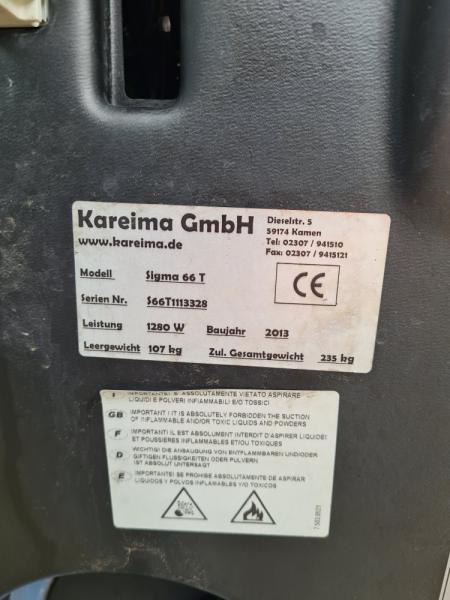 Kareima GmbH
www.kareima.de
Dieselstr. 5
59174 Kamen
Tel: 02307 / 941510
Fax: 02307 / 9415121
Modell Sigma 66 T
Serien Nr. S66T1113328
Leistung 1280 W Baujahr 2013
Leergewicht 107 kg Zul. Gesamtgewicht 235 kg
CE
IMPORTANTE! E' ASSOLUTAMENTE VIETATO ASPIRARE
LIQUIDI E POLVERI INFIAMMABILI E/O TOSSICI
GB IMPORTANT ! IT IS ABSOLUTELY FORBIDDEN THE SUCTION
OF INFLAMMABLE AND/OR TOXIC LIQUIDS AND POWDERS
F IMPORTANT! IL EST ABSOLUMENT INTERDIT D'ASPIRER LIQUIDES
ET POUSSIERES INFLAMMABLES ET/OU TOXIQUES
D WICHTIG! DIE ANSAUGUNG VON ENTFLAMMBAREN UND/ODER
GIFTIGEN FLUSSIGKEITEN ODER PULVERN
IST ABSOLUT UNTERSAGT
E IMPORTANTE! SE PROHIBE ABSOLUTAMENTE DE ASPIRAR
LIQUIDOS Y POLVOS INFLAMABLES Y/O TOXICOS